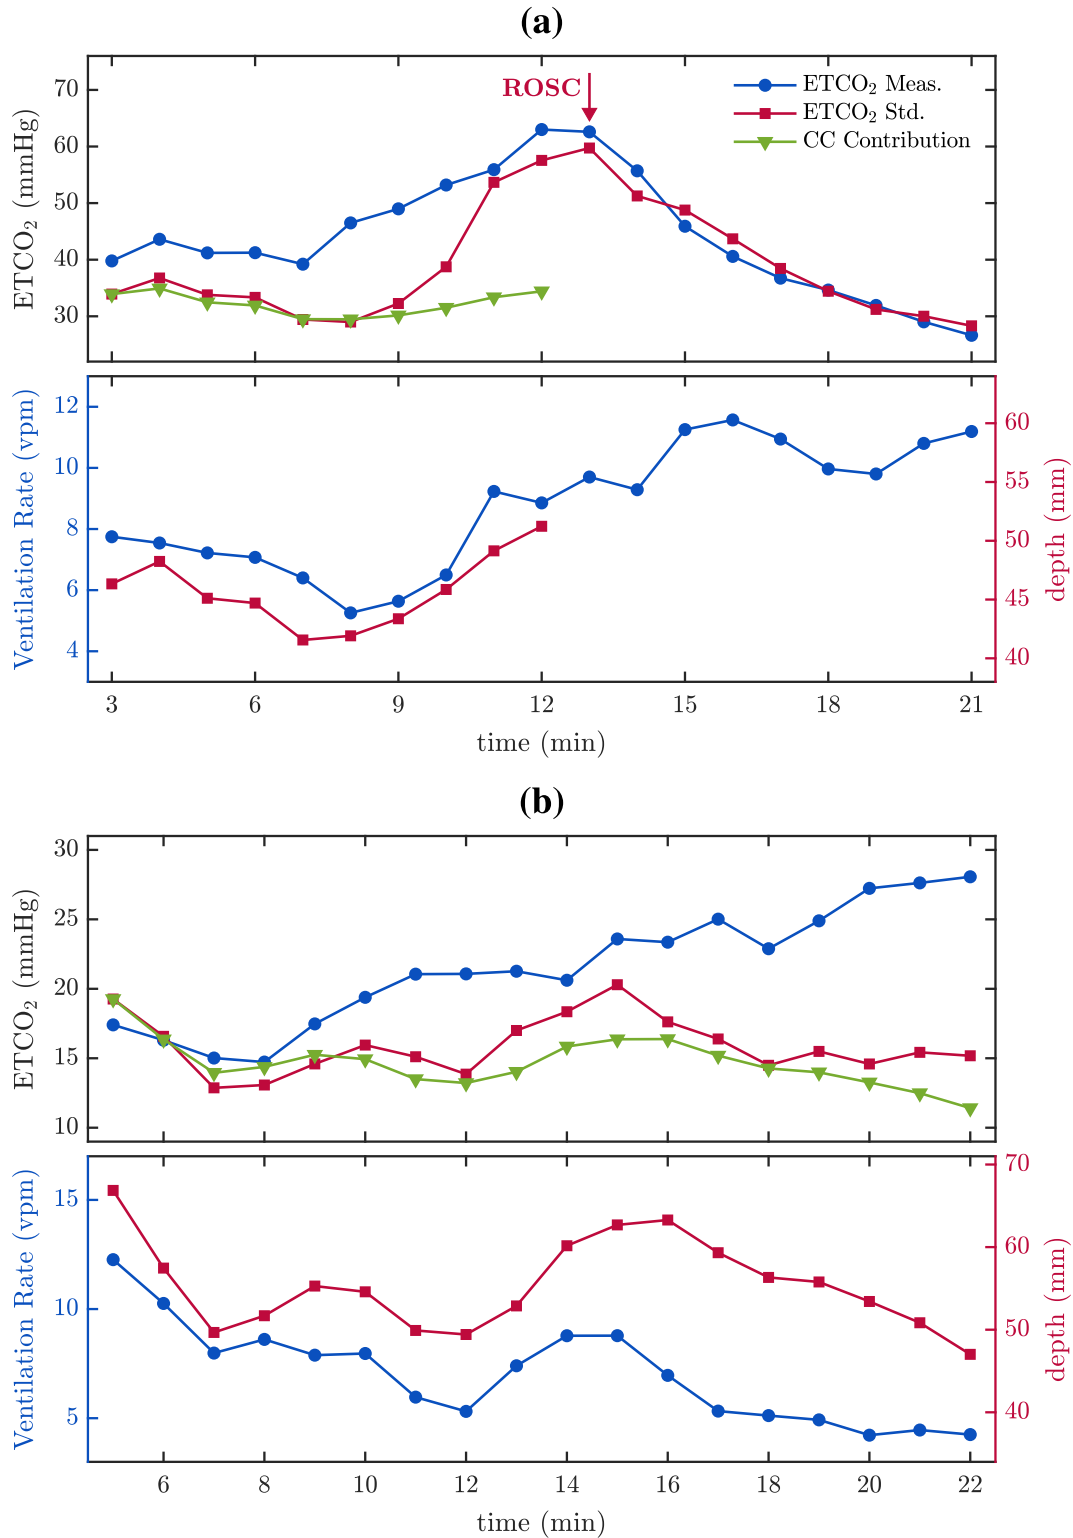 (a)
ETCO₂ (mmHg)
70
60
50
40
30
ROSC
ETCO₂ Meas.
ETCO₂ Std.
CC Contribution
Ventilation Rate (vpm)
12
10
8
6
4
depth (mm)
60
55
50
45
40
3 6 9 12 15 18 21
time (min)
(b)
ETCO₂ (mmHg)
30
25
20
15
10
Ventilation Rate (vpm)
15
10
5
depth (mm)
70
60
50
40
6 8 10 12 14 16 18 20 22
time (min)